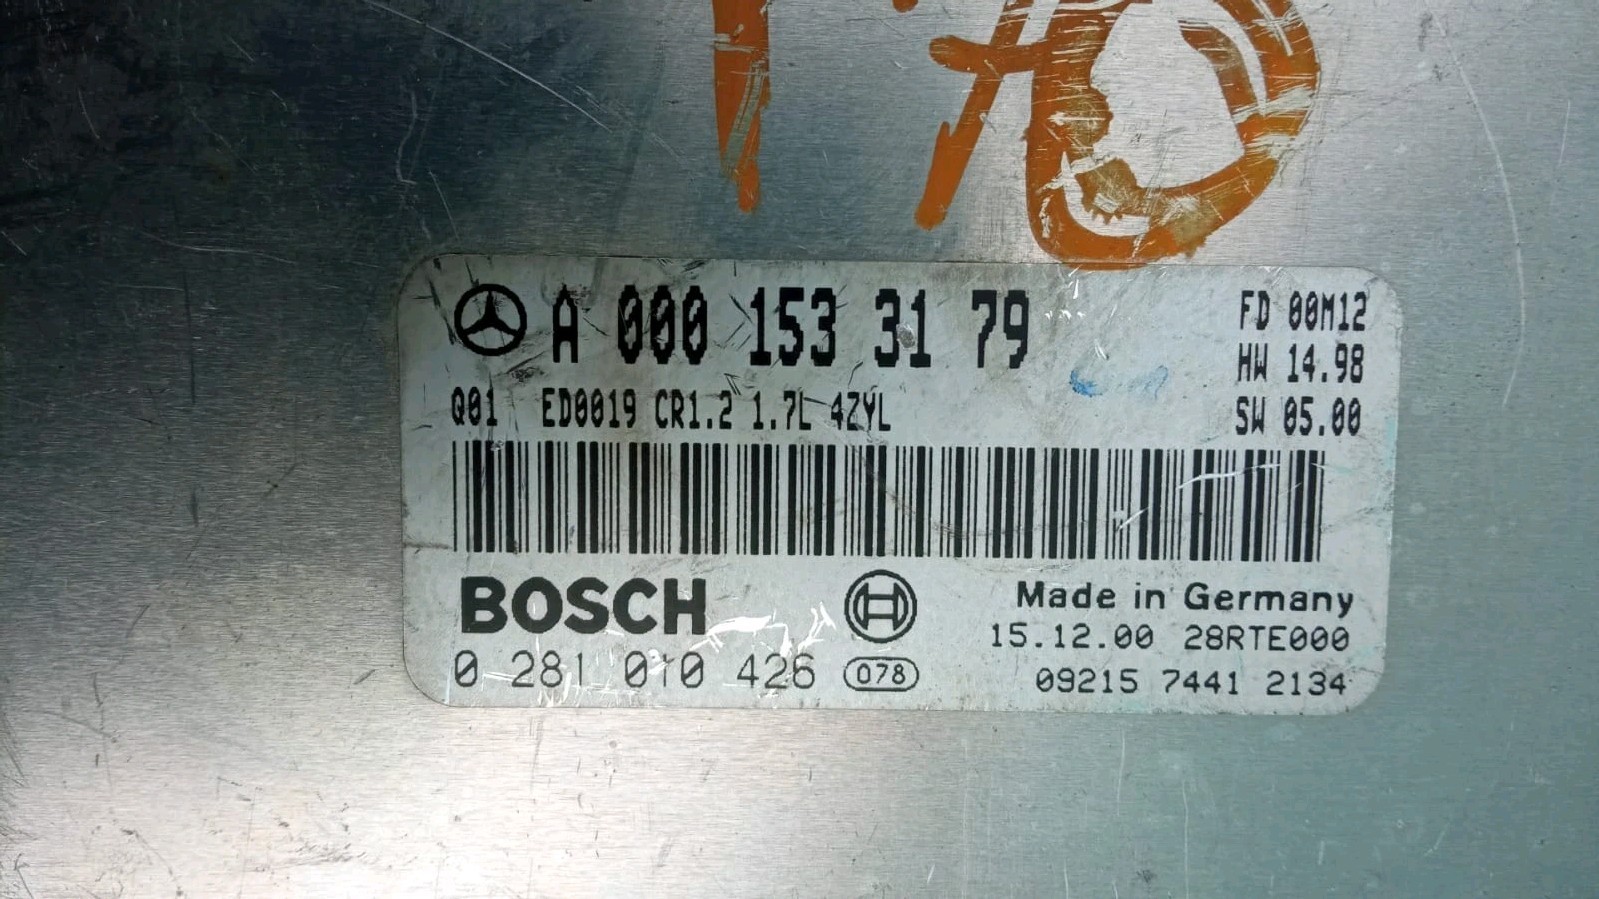 A 000 153 31 79
FD 00M12
HW 14.98
Q01 ED0019 CR1.2 1.7L 4ZYL
SW 05.00
BOSCH
Made in Germany
15.12.00 28RTE000
0 281 010 426 078
09215 7441 2134